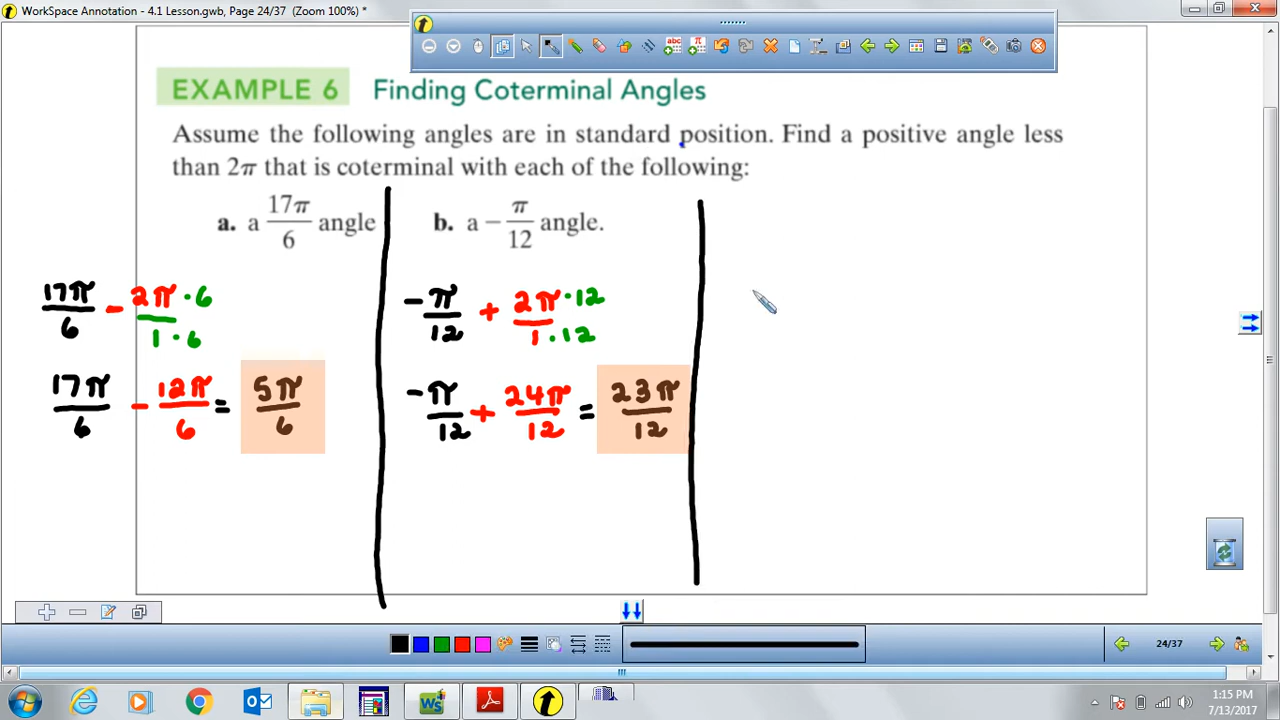 WorkSpace Annotation - 4.1 Lesson.gwb, Page 24/37 (Zoom 100%) *
EXAMPLE 6 Finding Coterminal Angles
Assume the following angles are in standard position. Find a positive angle less
than 2π that is coterminal with each of the following:
a. a 17π/6 angle
b. a − π/12 angle.
17π/6 - 2π·6/1·6
17π/6 - 12π/6 = 5π/6
-π/12 + 2π·12/1·12
-π/12 + 24π/12 = 23π/12
24/37
1:15 PM
7/13/2017